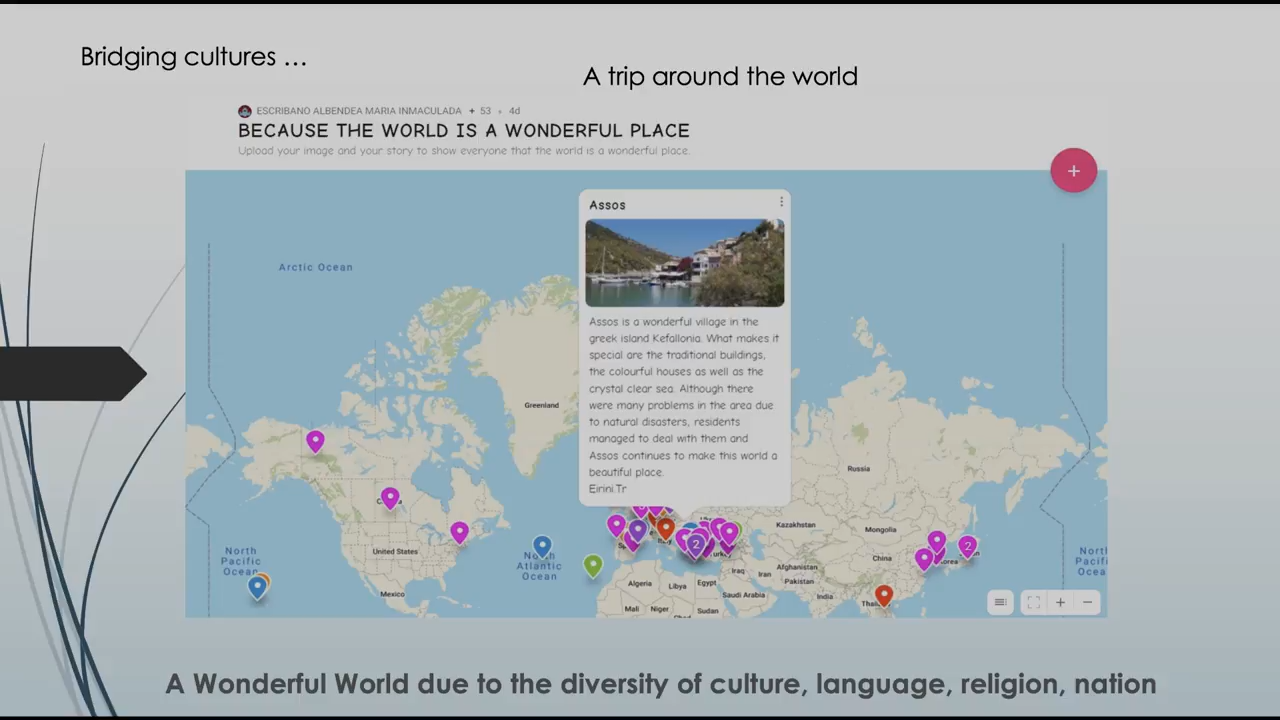 Bridging cultures …
A trip around the world
ESCRIBANO ALBENDEA MARIA INMACULADA + 53 • 4d
BECAUSE THE WORLD IS A WONDERFUL PLACE
Upload your image and your story to show everyone that the world is a wonderful place.
+
Assos
Assos is a wonderful village in the
greek island Kefallonia. What makes it
special are the traditional buildings,
the colourful houses as well as the
crystal clear sea. Although there
were many problems in the area due
to natural disasters, residents
managed to deal with them and
Assos continues to make this world a
beautiful place.
Eirini.Tr
Arctic Ocean
Greenland
Russia
Kazakhstan
Mongolia
United States
North
Pacific
Ocean
North
Atlantic
Ocean
Mexico
Algeria
Libya
Egypt
Mali
Niger
Sudan
Saudi Arabia
Iraq
Iran
Afghanistan
Pakistan
India
China
2
2
A Wonderful World due to the diversity of culture, language, religion, nation